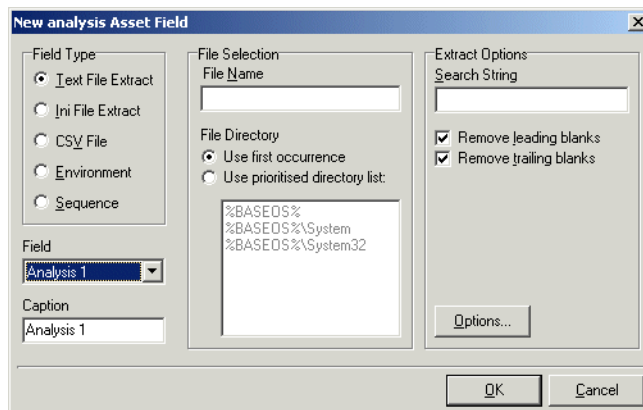 New analysis Asset Field
Field Type
Text File Extract
Ini File Extract
CSV File
Environment
Sequence
Field
Analysis 1
Caption
Analysis 1
File Selection
File Name
File Directory
Use first occurrence
Use prioritised directory list:
%BASEOS%
%BASEOS%\System
%BASEOS%\System32
Extract Options
Search String
Remove leading blanks
Remove trailing blanks
Options...
OK
Cancel